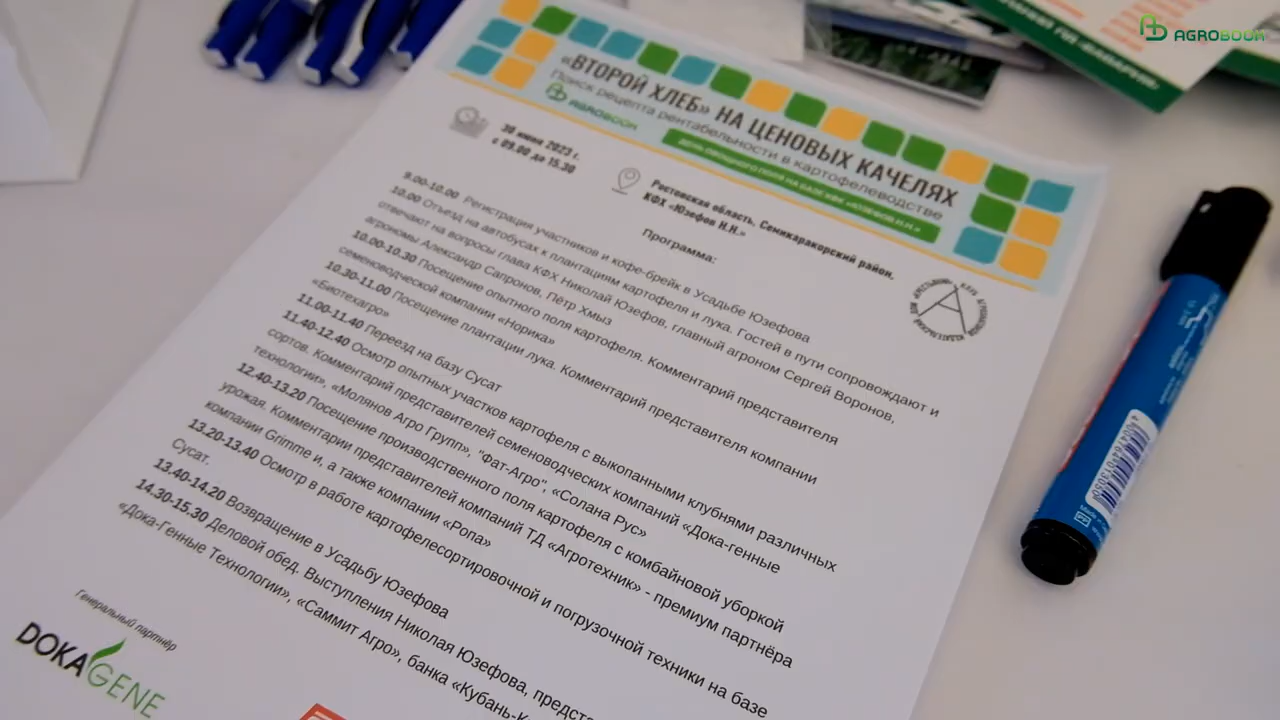 AGROBOOK
«ВТОРОЙ ХЛЕБ» НА ЦЕНОВЫХ КАЧЕЛЯХ
Поиск рецепта рентабельности в картофелеводстве
AGROBOOK
ДЕНЬ ОВОЩНОГО ПОЛЯ НА БАЗЕ КФХ «ЮЗЕФОВ Н.Н.»
30 июня 2023 г.
с 09.00 до 15.30
Ростовская область, Семикаракорский район,
КФХ «Юзефов Н.Н.»
Программа:
9.00-10.00 Регистрация участников и кофе-брейк в Усадьбе Юзефова
10.00 Отъезд на автобусах к плантациям картофеля и лука. Гостей в пути сопровождают и
отвечают на вопросы глава КФХ Николай Юзефов, главный агроном Сергей Воронов,
агрономы Александр Сапронов, Пётр Хмыз
10.00-10.30 Посещение опытного поля картофеля. Комментарий представителя
семеноводческой компании «Норика»
10.30-11.00 Посещение плантации лука. Комментарий представителя компании
«Биотехагро»
11.00-11.40 Переезд на базу Сусат
11.40-12.40 Осмотр опытных участков картофеля с выкопанными клубнями различных
сортов. Комментарий представителей семеноводческих компаний «Дока-генные
технологии», «Молянов Агро Групп», "Фат-Агро", «Солана Рус»
12.40-13.20 Посещение производственного поля картофеля с комбайновой уборкой
урожая. Комментарии представителей компаний ТД «Агротехник» - премиум партнёра
компании Grimme и, а также компании «Ропа»
13.20-13.40 Осмотр в работе картофелесортировочной и погрузочной техники на базе
Сусат.
13.40-14.20 Возвращение в Усадьбу Юзефова
14.30-15.30 Деловой обед. Выступления Николая Юзефова, предст
«Дока-Генные Технологии», «Саммит Агро», банка «Кубань-К
Генеральный партнёр
DOKAGENE